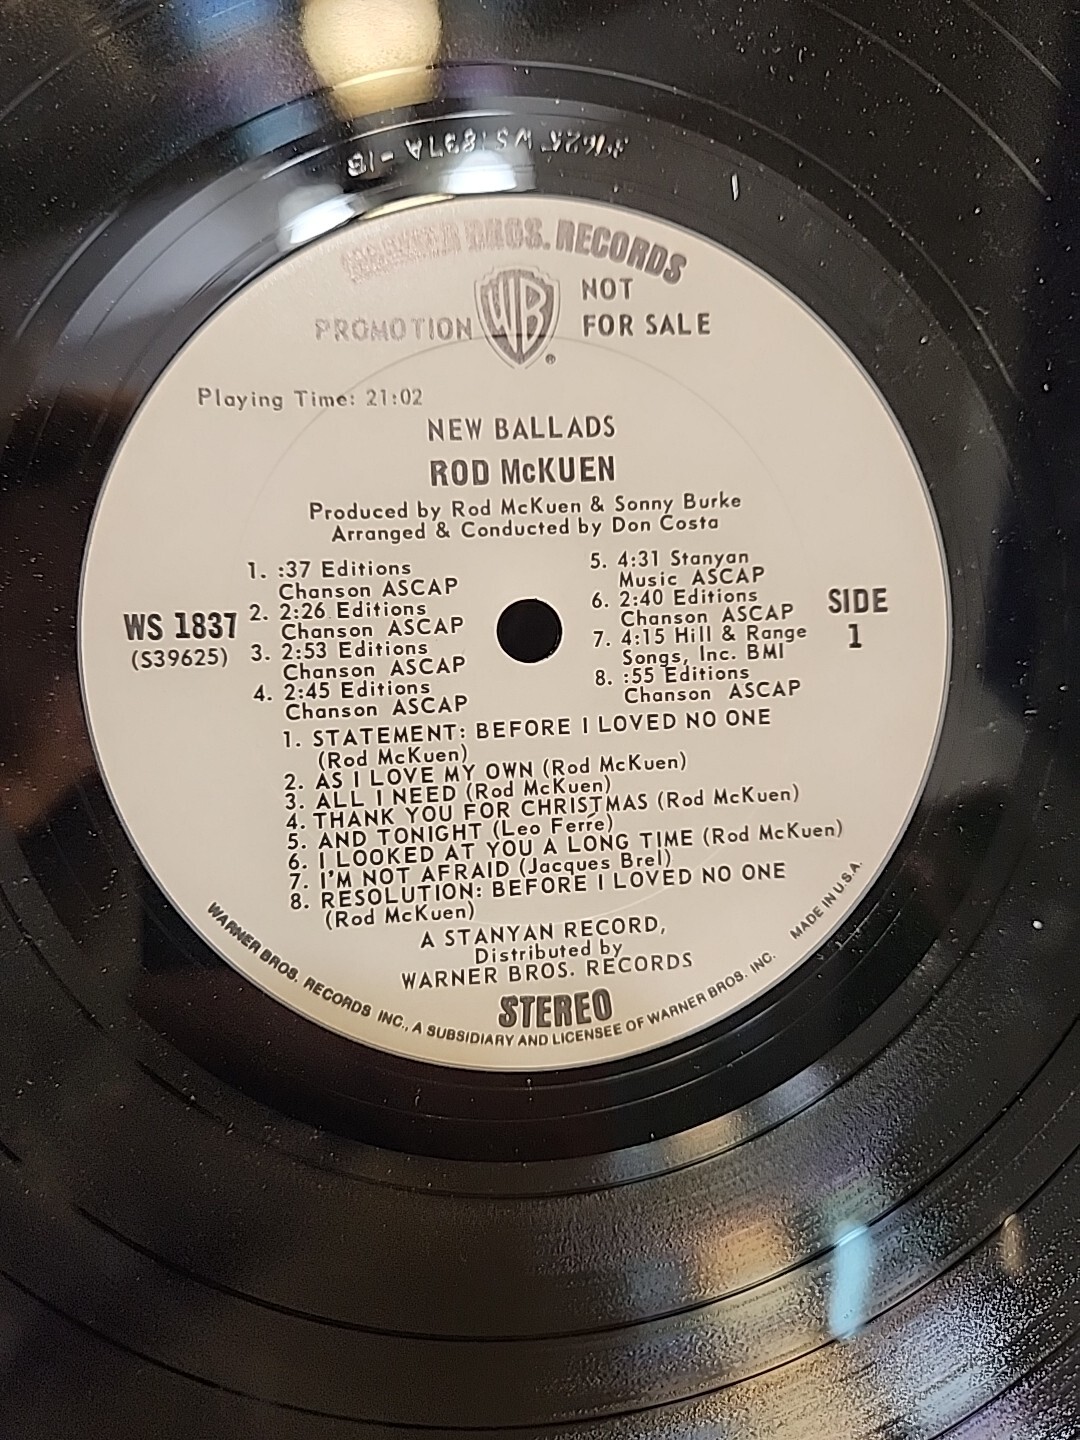 39625 WS 1837A -1B
WARNER BROS. RECORDS
WB
®
PROMOTION
NOT
FOR SALE
Playing Time: 21:02
NEW BALLADS
ROD McKUEN
Produced by Rod McKuen & Sonny Burke
Arranged & Conducted by Don Costa
1. :37 Editions
Chanson ASCAP
2. 2:26 Editions
Chanson ASCAP
3. 2:53 Editions
Chanson ASCAP
4. 2:45 Editions
Chanson ASCAP
5. 4:31 Stanyan
Music ASCAP
6. 2:40 Editions
Chanson ASCAP
7. 4:15 Hill & Range
Songs, Inc. BMI
8. :55 Editions
Chanson ASCAP
WS 1837
(S39625)
SIDE
1
1. STATEMENT: BEFORE I LOVED NO ONE
(Rod McKuen)
2. AS I LOVE MY OWN (Rod McKuen)
3. ALL I NEED (Rod McKuen)
4. THANK YOU FOR CHRISTMAS (Rod McKuen)
5. AND TONIGHT (Leo Ferré)
6. I LOOKED AT YOU A LONG TIME (Rod McKuen)
7. I'M NOT AFRAID (Jacques Brel)
8. RESOLUTION: BEFORE I LOVED NO ONE
(Rod McKuen)
A STANYAN RECORD,
Distributed by
WARNER BROS. RECORDS
STEREO
WARNER BROS. RECORDS INC., A SUBSIDIARY AND LICENSEE OF WARNER BROS. INC. MADE IN U.S.A.